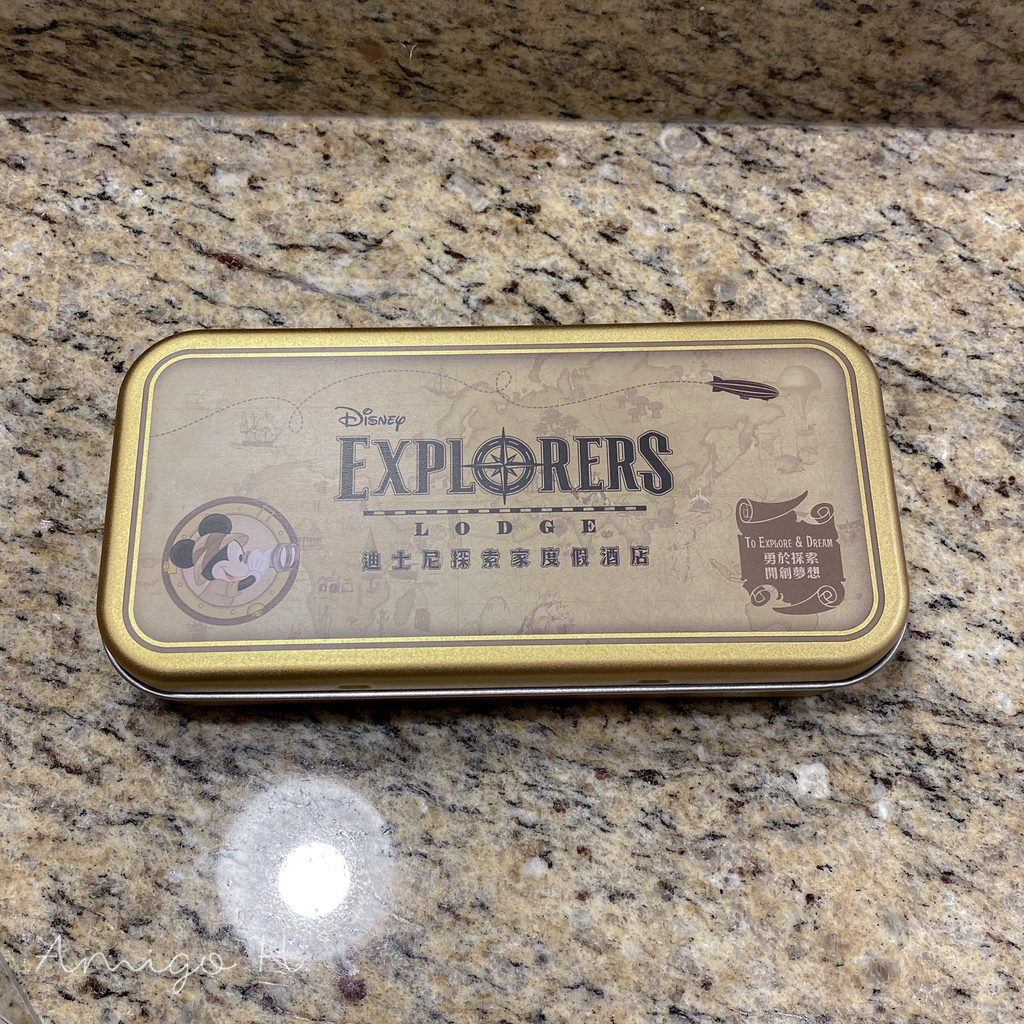 Disney
EXPLORERS
LODGE
迪士尼探索家度假酒店
TO EXPLORE & DREAM
勇於探索
開創夢想
Amigo H